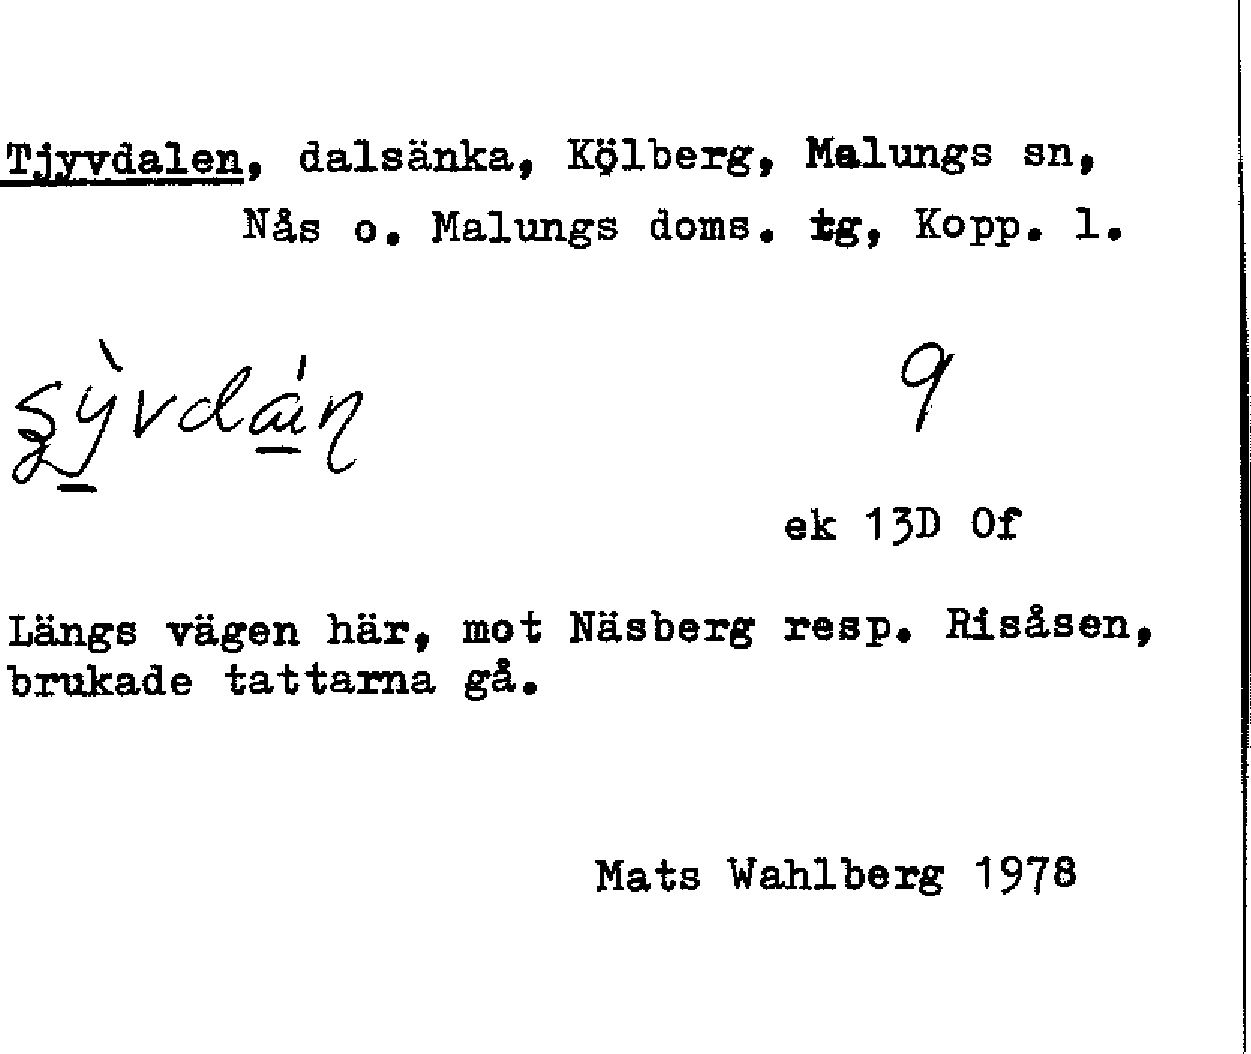 Tjyvdalen, dalsänka, Kölberg, Malungs sn,
Nås o. Malungs doms. tg, Kopp. l.
9
ek 13D 0f
Längs vägen här, mot Näsberg resp. Risåsen,
brukade tattarna gå.
Mats Wahlberg 1978